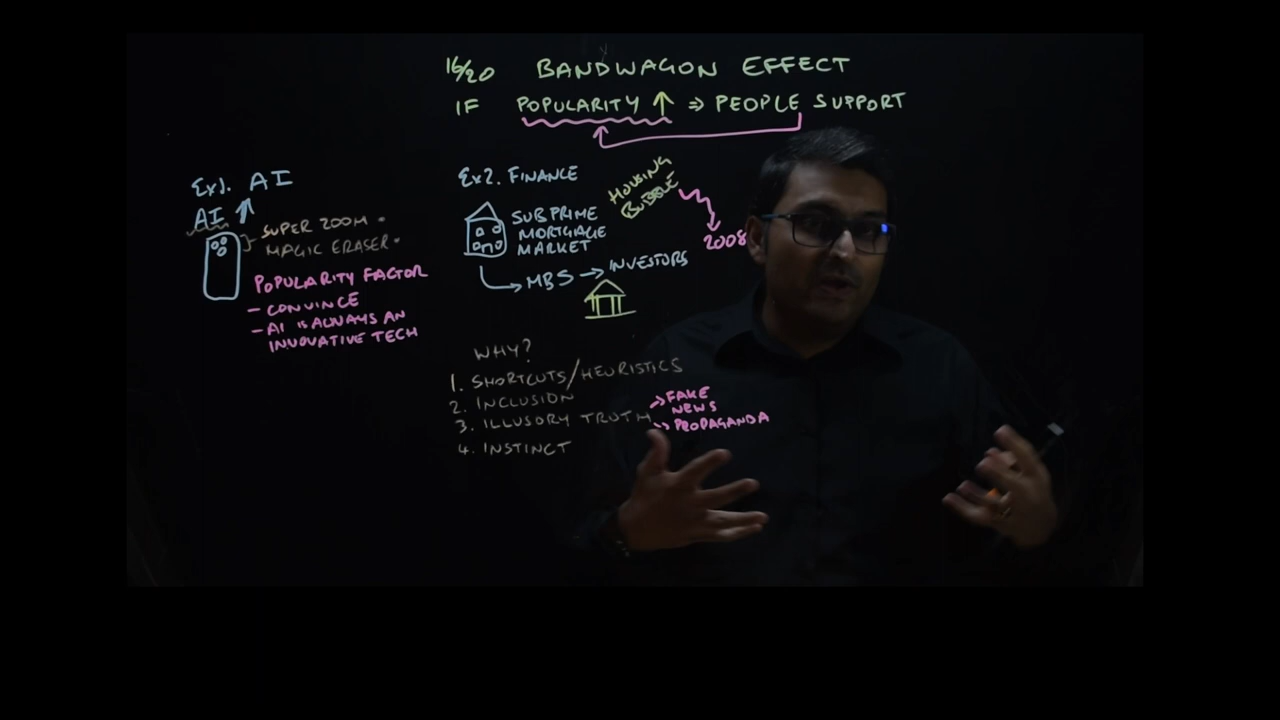 16/20 BANDWAGON EFFECT
IF POPULARITY ↑ ⇒ PEOPLE SUPPORT
Ex1. AI
AI ↑
SUPER ZOOM
MAGIC ERASER
POPULARITY FACTOR
- CONVINCE
- AI IS ALWAYS AN
INNOVATIVE TECH
Ex2. FINANCE
HOUSING
BUBBLE
2008
SUBPRIME
MORTGAGE
MARKET
MBS → INVESTORS
WHY?
1. SHORTCUTS/HEURISTICS
2. INCLUSION
3. ILLUSORY TRUTH
→ FAKE
NEWS
→ PROPAGANDA
4. INSTINCT